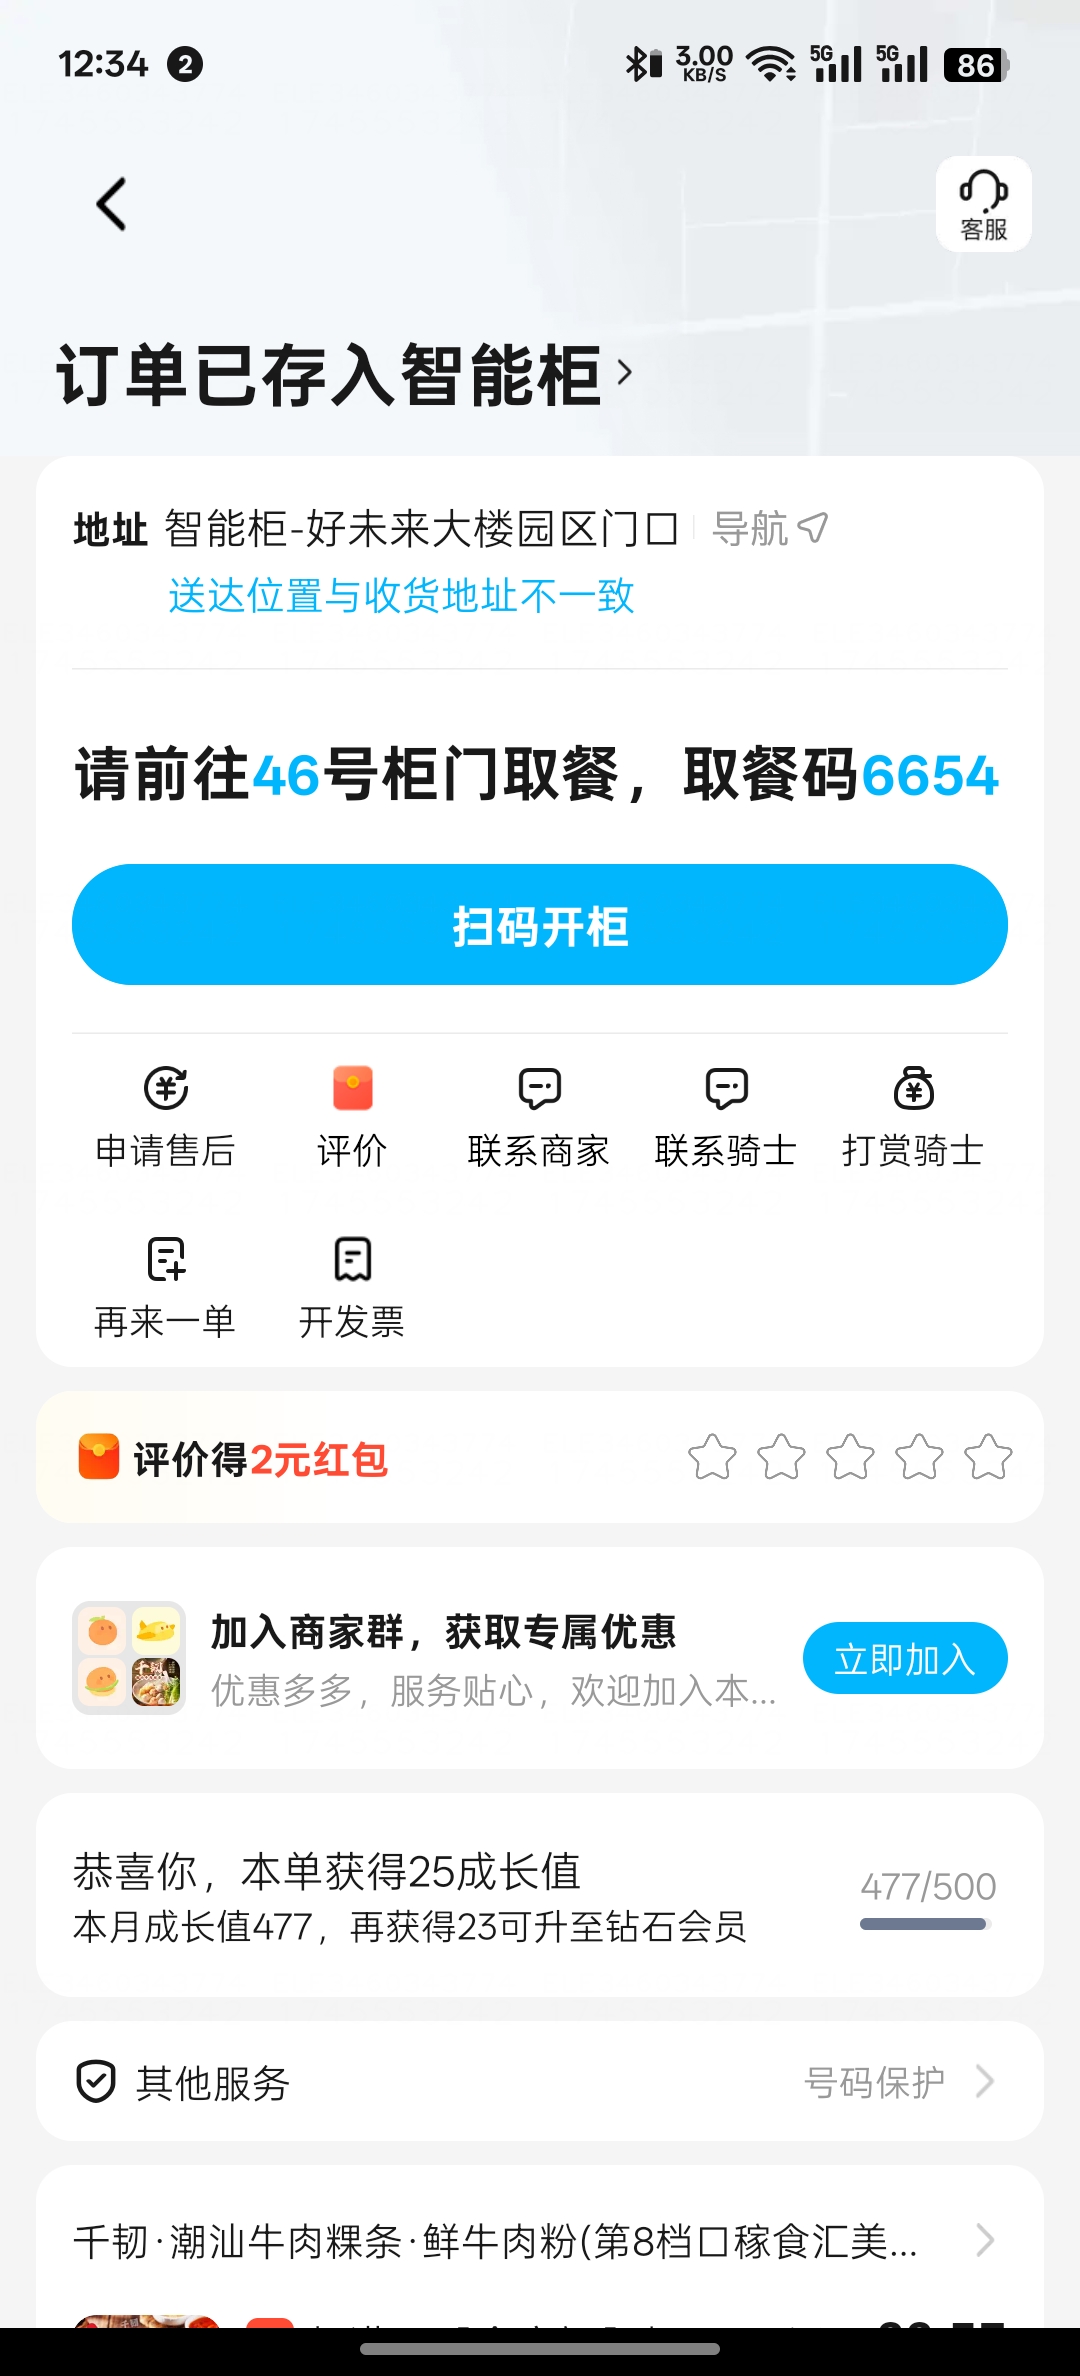 12:34 2 3.00 KB/S 5G 5G 86
客服
订单已存入智能柜
地址 智能柜-好未来大楼园区门口 导航
送达位置与收货地址不一致
请前往46号柜门取餐，取餐码6654
扫码开柜
申请售后 评价 联系商家 联系骑士 打赏骑士
再来一单 开发票
评价得2元红包
加入商家群，获取专属优惠
优惠多多，服务贴心，欢迎加入本...
立即加入
恭喜你，本单获得25成长值
477/500
本月成长值477，再获得23可升至钻石会员
其他服务 号码保护
千韧·潮汕牛肉粿条·鲜牛肉粉(第8档口稼食汇美...